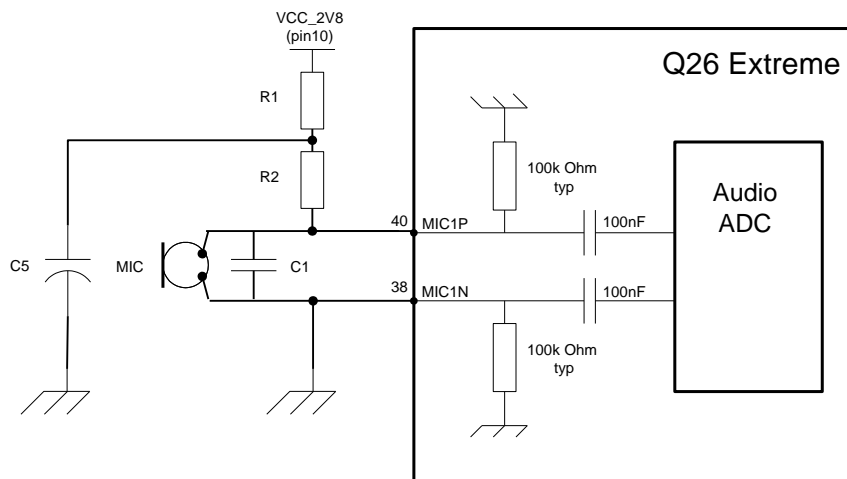 VCC_2V8
(pin10)
Q26 Extreme
R1
R2
100k Ohm
typ
Audio
ADC
40
MIC1P
100nF
C5
MIC
C1
38
MIC1N
100nF
100k Ohm
typ